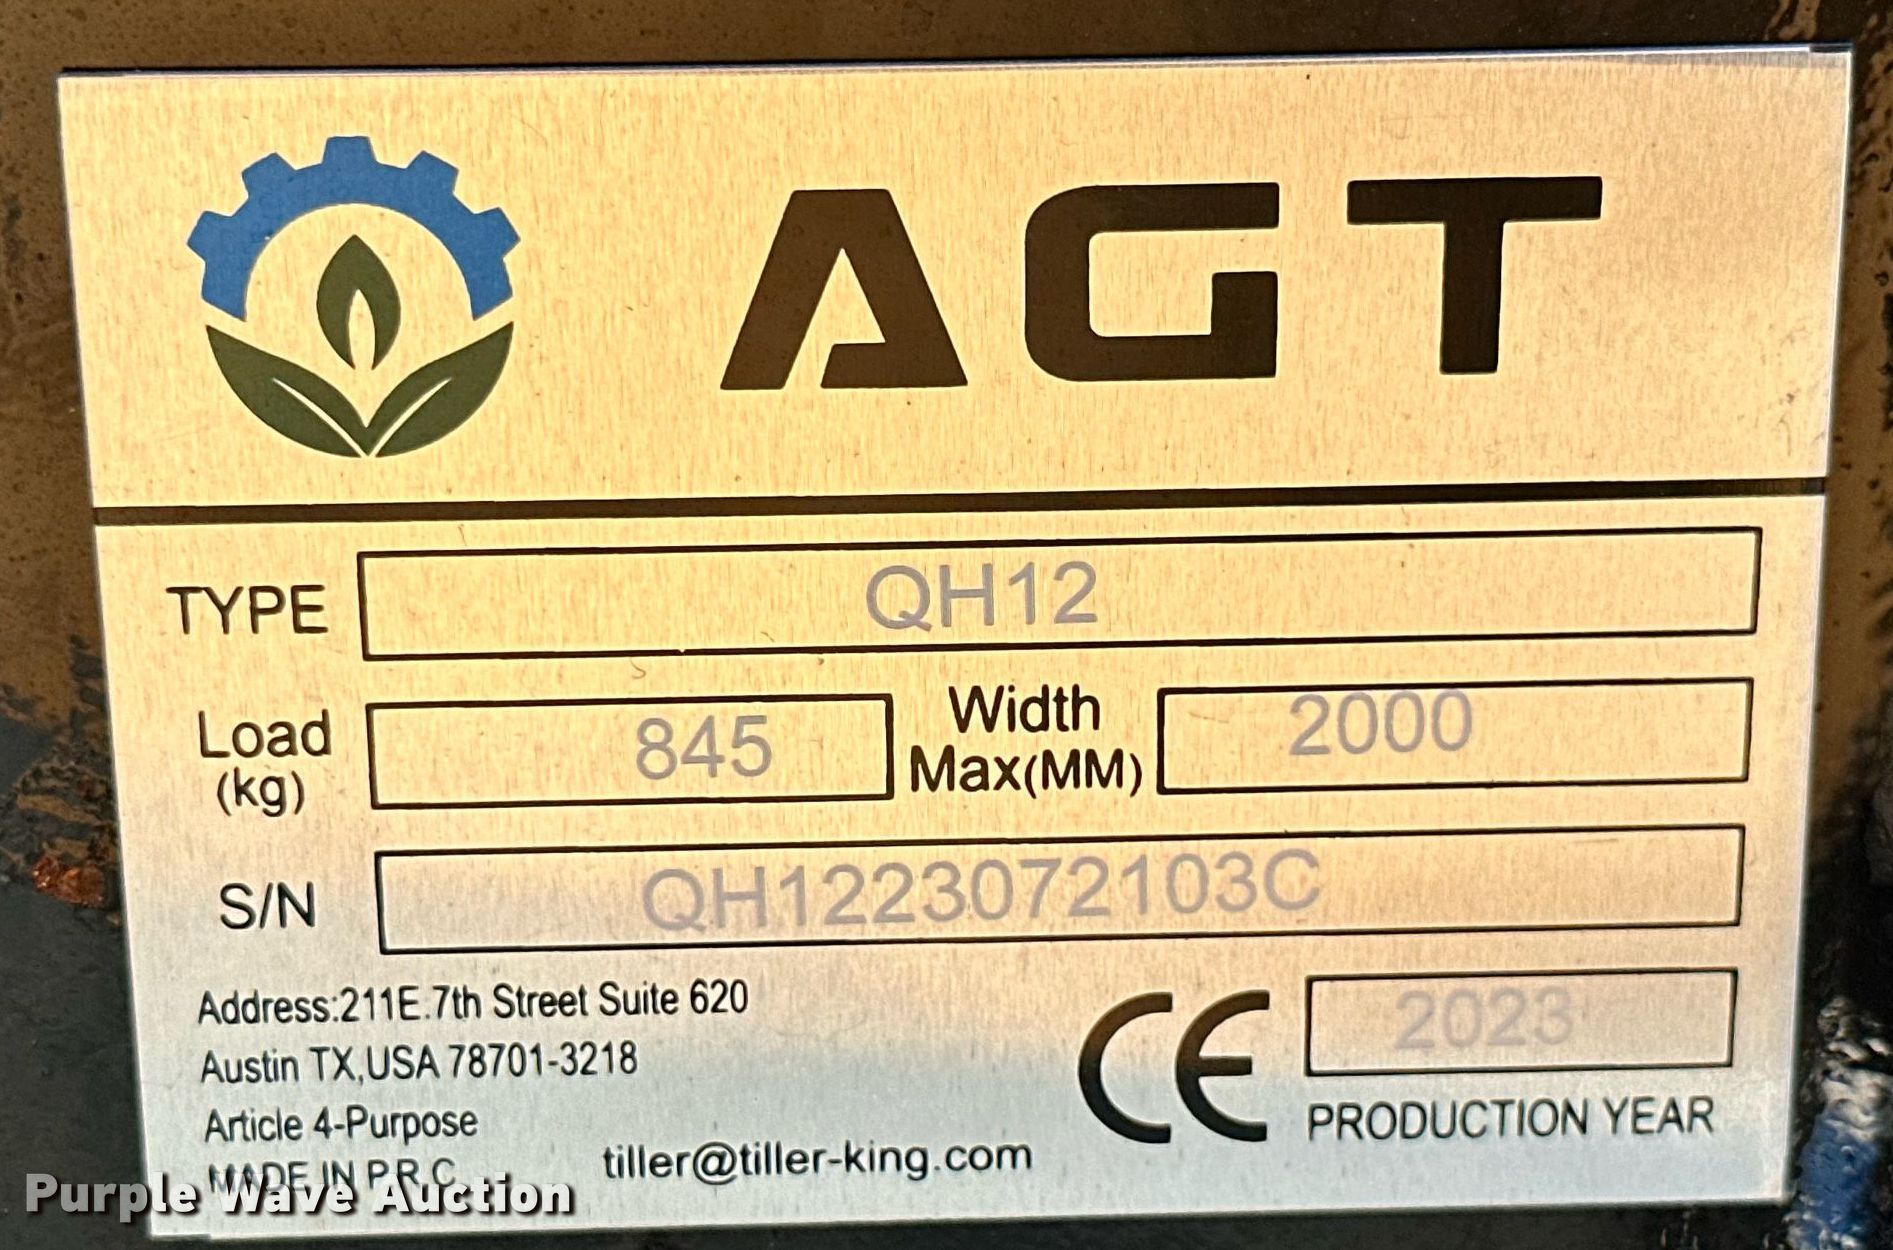 AGT
TYPE QH12
Load (kg) 845 Width Max(MM) 2000
S/N QH1223072103C
Address:211E.7th Street Suite 620
Austin TX,USA 78701-3218
Article 4-Purpose
MADE IN P.R.C.
tiller@tiller-king.com
CE 2023
PRODUCTION YEAR
Purple Wave Auction